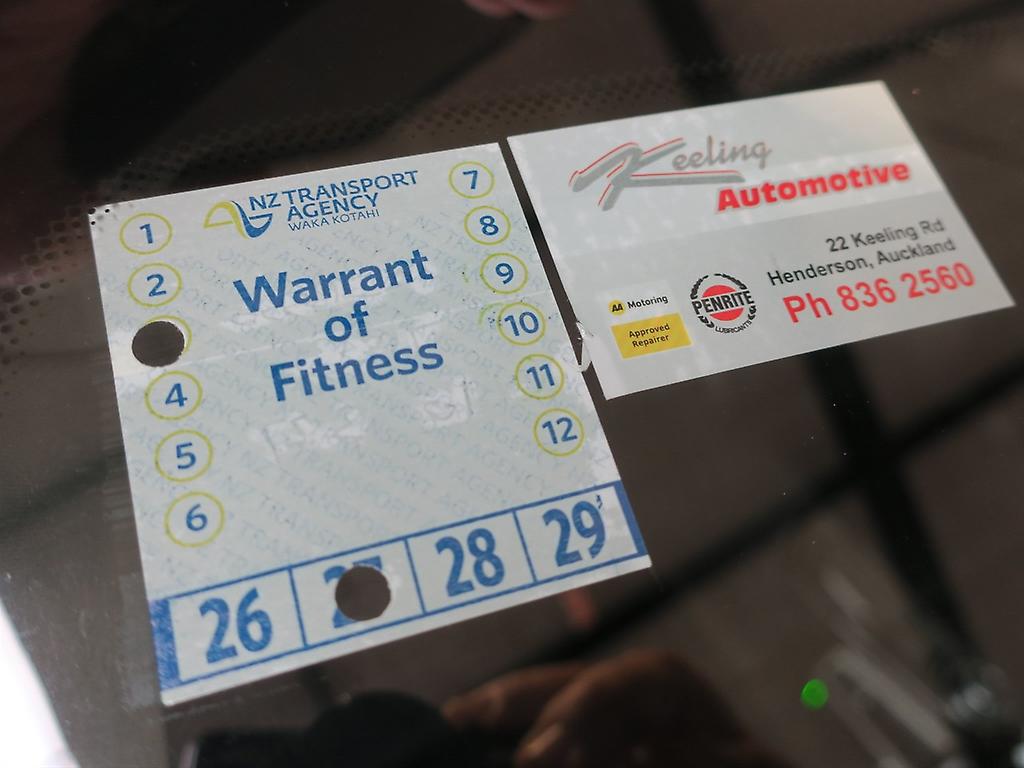 NZ TRANSPORT
AGENCY
WAKA KOTAHI
1
2
4
5
6
7
8
9
10
11
12
Warrant
of
Fitness
26
28
29
Keeling
Automotive
22 Keeling Rd
Henderson, Auckland
Ph 836 2560
AA Motoring
Approved
Repairer
PENRITE
LUBRICANTS